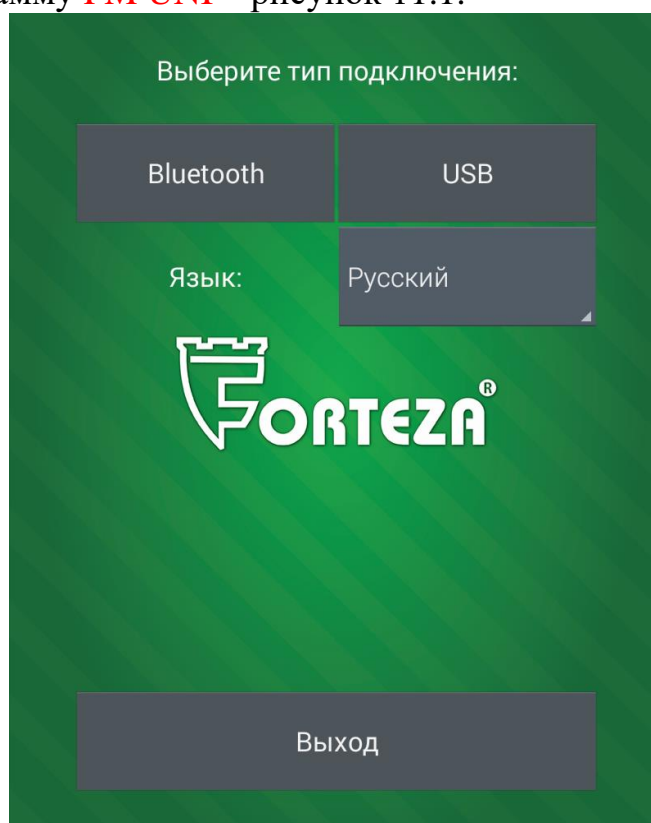 Выберите тип подключения:
Bluetooth USB
Язык: Русский
FORTEZA®
Выход